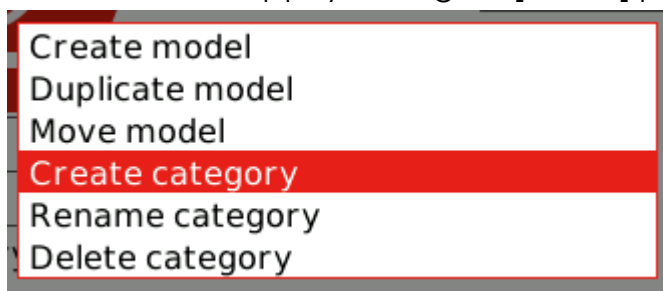 Create model
Duplicate model
Move model
Create category
Rename category
Delete category